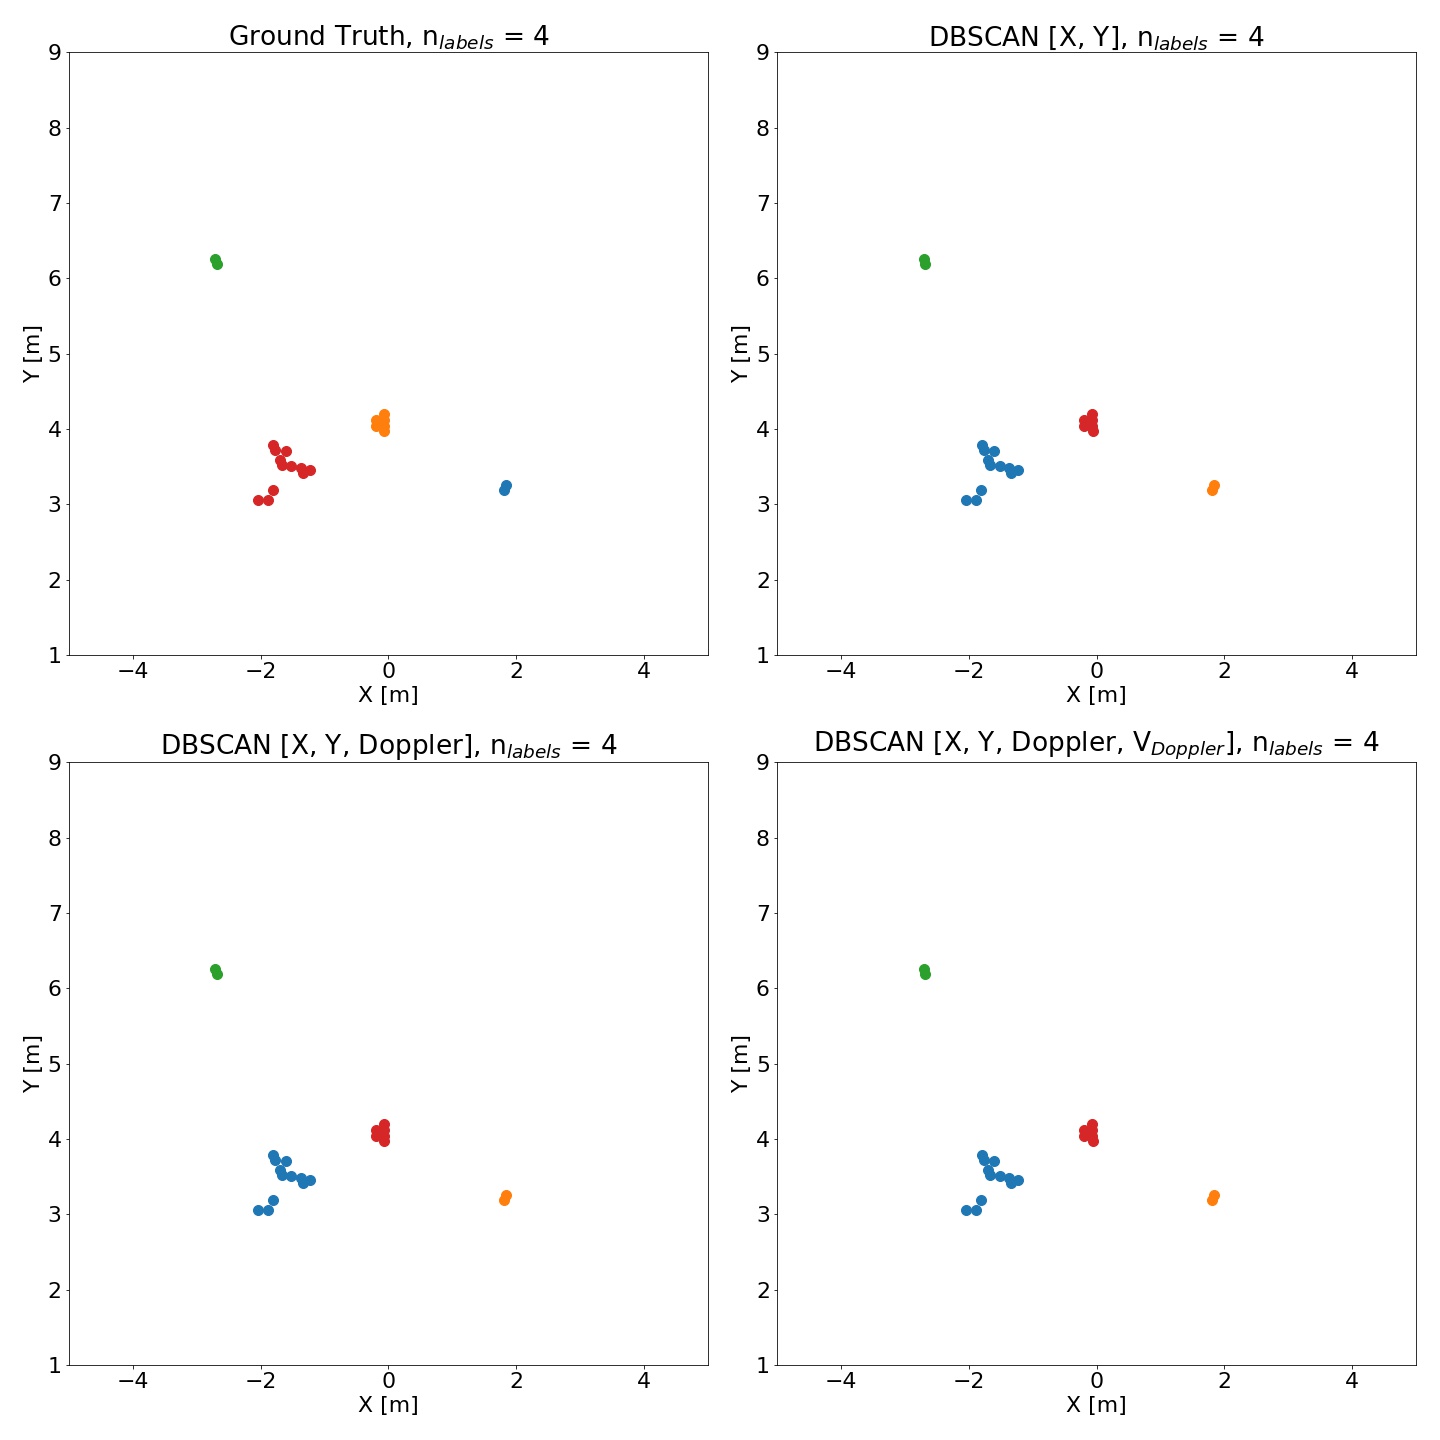 Ground Truth, n_labels = 4
9
8
7
6
5
4
3
2
1
Y [m]
−4 −2 0 2 4
X [m]
DBSCAN [X, Y], n_labels = 4
9
8
7
6
5
4
3
2
1
Y [m]
−4 −2 0 2 4
X [m]
DBSCAN [X, Y, Doppler], n_labels = 4
9
8
7
6
5
4
3
2
1
Y [m]
−4 −2 0 2 4
X [m]
DBSCAN [X, Y, Doppler, V_Doppler], n_labels = 4
9
8
7
6
5
4
3
2
1
Y [m]
−4 −2 0 2 4
X [m]